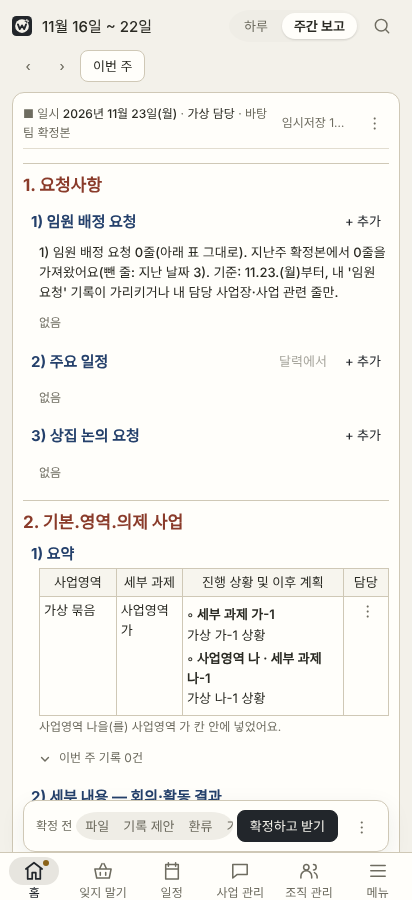 11월 16일 ~ 22일
하루
주간 보고
이번 주
■ 일시 2026년 11월 23일(월) · 가상 담당 · 바탕
팀 확정본
임시저장 1...
1. 요청사항
1) 임원 배정 요청
+ 추가
1) 임원 배정 요청 0줄(아래 표 그대로). 지난주 확정본에서 0줄을
가져왔어요(뺀 줄: 지난 날짜 3). 기준: 11.23.(월)부터, 내 '임원
요청' 기록이 가리키거나 내 담당 사업장·사업 관련 줄만.
없음
2) 주요 일정
달력에서
+ 추가
없음
3) 상집 논의 요청
+ 추가
없음
2. 기본.영역.의제 사업
1) 요약
사업영역
세부 과제
진행 상황 및 이후 계획
담당
가상 묶음
사업영역
가
◦ 세부 과제 가-1
가상 가-1 상황
◦ 사업영역 나 · 세부 과제
나-1
가상 나-1 상황
사업영역 나을(를) 사업영역 가 칸 안에 넣었어요.
이번 주 기록 0건
2) 세부 내용 — 회의·활동 결과
확정 전
파일
기록 제안
환류
확정하고 받기
홈
잊지 말기
일정
사업 관리
조직 관리
메뉴